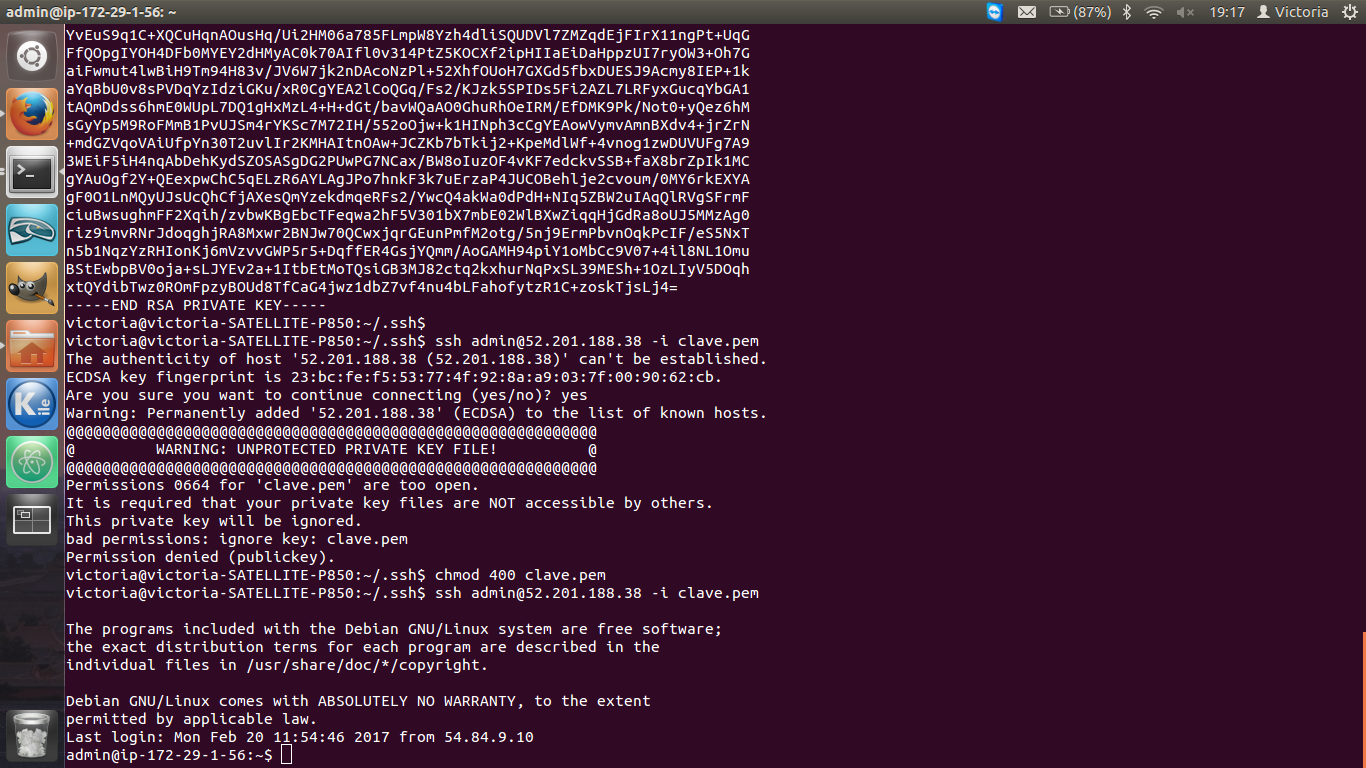 admin@ip-172-29-1-56: ~
(87%)
19:17
Victoria
YvEuS9q1C+XQCuHqnAOusHq/Ui2HM06a785FLmpW8Yzh4dliSQUDVl7ZMZqdEjFIrX11ngPt+UqG
FfQOpgIYOH4DFb0MYEY2dHMyAC0k70AIfl0v314PtZ5KOCXf2ipHIIaEiDaHppzUI7ryOW3+Oh7G
aiFwmut4lwBiH9Tm94H83v/JV6W7jk2nDAcoNzPl+52XhfOUoH7GXGd5fbxDUESJ9Acmy8IEP+1k
aYqBbU0v8sPVDqYzIdziGKu/xR0CgYEA2lCoQGq/Fs2/KJzk5SPIDs5Fi2AZL7LRFyxGucqYbGA1
tAQmDdss6hmE0WUpL7DQ1gHxMzL4+H+dGt/bavWQaAO0GhuRhOeIRM/EfDMK9Pk/Not0+yQez6hM
sGyYp5M9RoFMmB1PvUJSm4rYKSc7M72IH/552oOjw+k1HINph3cCgYEAowVymvAmnBXdv4+jrZrN
+mdGZVqoVAiUfpYn30T2uvlIr2KMHAItnOAw+JCZKb7bTkij2+KpeMdlWf+4vnog1zwDUVUFg7A9
3WEiF5iH4nqAbDehKydSZOSASgDG2PUwPG7NCax/BW8oIuzOF4vKF7edckvSSB+faX8brZpIk1MC
gYAuOgf2Y+QEexpwChC5qELzR6AYLAgJPo7hnkF3k7uErzaP4JUCOBehlje2cvoum/0MY6rkEXYA
gF0O1LnMQyUJsUcQhCfjAXesQmYzekdmqeRFs2/YwcQ4akWa0dPdH+NIq5ZBW2uIAqQlRVgSFrmF
ciuBwsughmFF2Xqih/zvbwKBgEbcTFeqwa2hF5V301bX7mbE02WlBXwZiqqHjGdRa8oUJ5MMzAg0
riz9imvRNrJdoqghjRA8Mxwr2BNJw70QCwxjqrGEunPmfM2otg/5nj9ErmPbvnOqkPcIF/eS5NxT
n5b1NqzYzRHIonKj6mVzvvGWP5r5+DqffER4GsjYQmm/AoGAMH94piY1oMbCc9V07+4il8NL1Omu
BStEwbpBV0oja+sLJYEv2a+1ItbEtMoTQsiGB3MJ82ctq2kxhurNqPxSL39MESh+1OzLIyV5DOqh
xtQYdibTwz0ROmFpzyBOUd8TfCaG4jwz1dbZ7vf4nu4bLFahofytzR1C+zoskTjsLj4=
-----END RSA PRIVATE KEY-----
victoria@victoria-SATELLITE-P850:~/.ssh$
victoria@victoria-SATELLITE-P850:~/.ssh$ ssh admin@52.201.188.38 -i clave.pem
The authenticity of host '52.201.188.38 (52.201.188.38)' can't be established.
ECDSA key fingerprint is 23:bc:fe:f5:53:77:4f:92:8a:a9:03:7f:00:90:62:cb.
Are you sure you want to continue connecting (yes/no)? yes
Warning: Permanently added '52.201.188.38' (ECDSA) to the list of known hosts.
@@@@@@@@@@@@@@@@@@@@@@@@@@@@@@@@@@@@@@@@@@@@@@@@@@@@@@@@@@@
@         WARNING: UNPROTECTED PRIVATE KEY FILE!          @
@@@@@@@@@@@@@@@@@@@@@@@@@@@@@@@@@@@@@@@@@@@@@@@@@@@@@@@@@@@
Permissions 0664 for 'clave.pem' are too open.
It is required that your private key files are NOT accessible by others.
This private key will be ignored.
bad permissions: ignore key: clave.pem
Permission denied (publickey).
victoria@victoria-SATELLITE-P850:~/.ssh$ chmod 400 clave.pem
victoria@victoria-SATELLITE-P850:~/.ssh$ ssh admin@52.201.188.38 -i clave.pem
The programs included with the Debian GNU/Linux system are free software;
the exact distribution terms for each program are described in the
individual files in /usr/share/doc/*/copyright.
Debian GNU/Linux comes with ABSOLUTELY NO WARRANTY, to the extent
permitted by applicable law.
Last login: Mon Feb 20 11:54:46 2017 from 54.84.9.10
admin@ip-172-29-1-56:~$